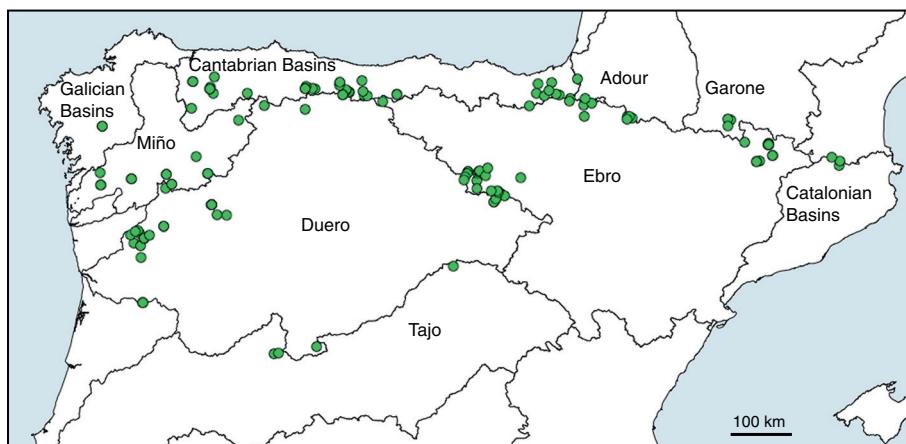 Cantabrian Basins
Adour
Galician
Basins
Garone
Miño
Ebro
Catalonian
Basins
Duero
Tajo
100 km